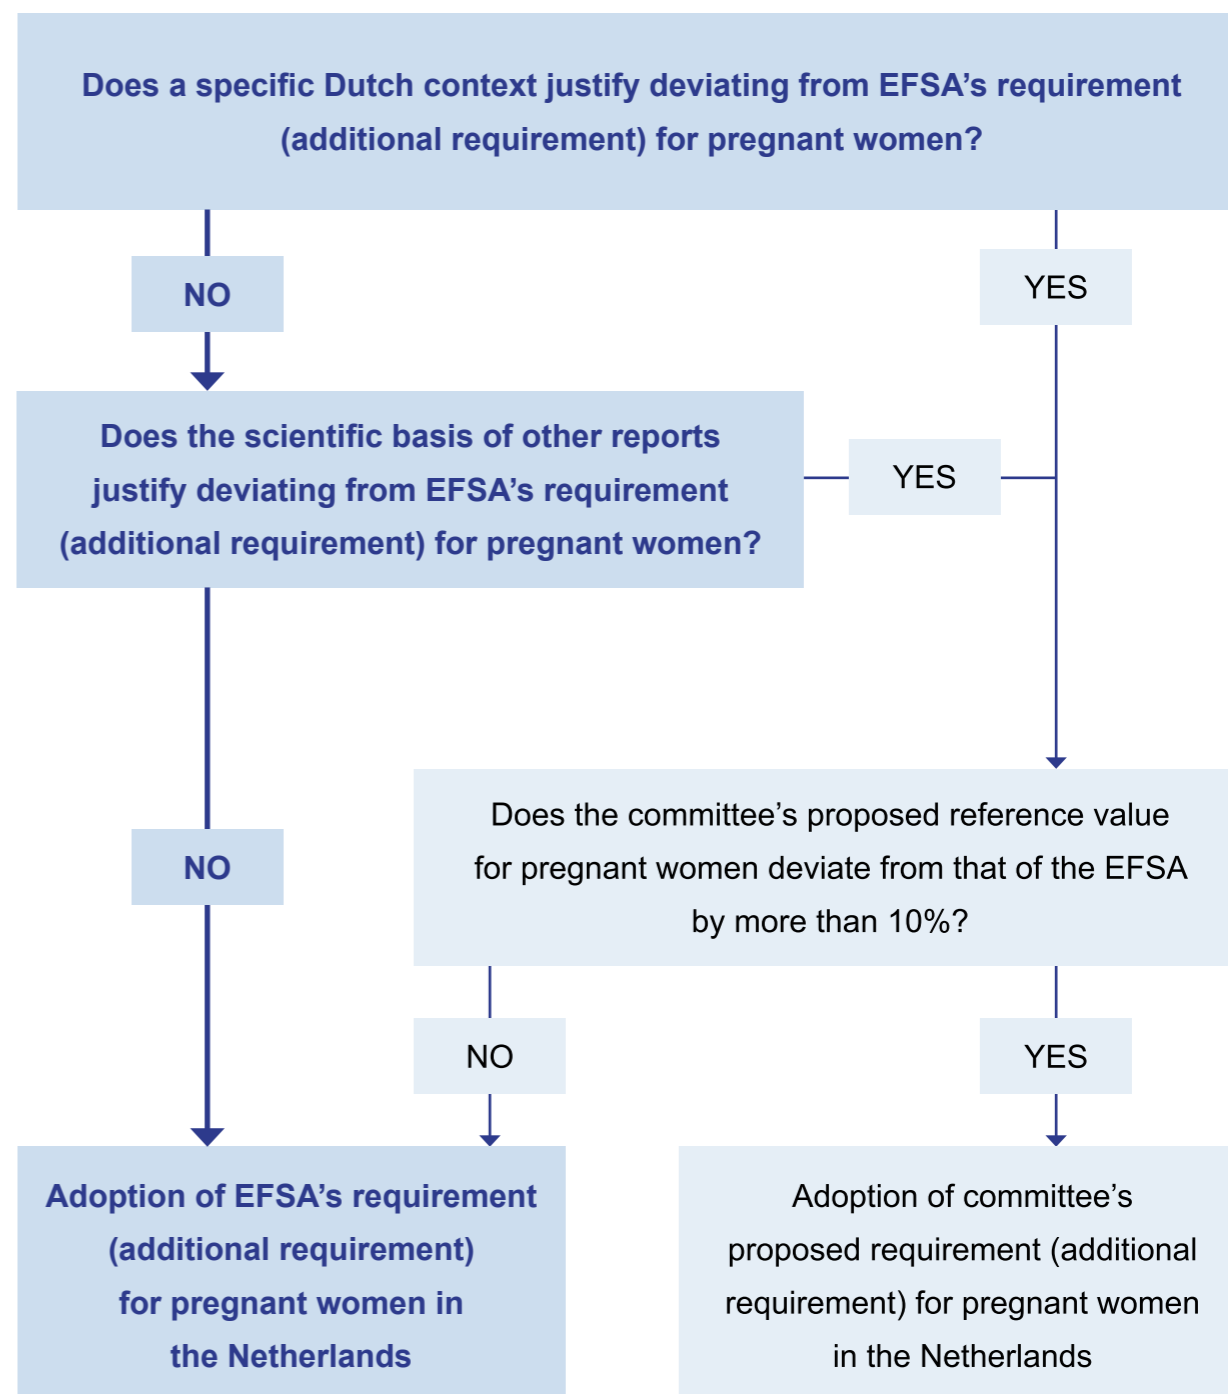 Does a specific Dutch context justify deviating from EFSA’s requirement
(additional requirement) for pregnant women?
NO
YES
Does the scientific basis of other reports
justify deviating from EFSA’s requirement
(additional requirement) for pregnant women?
YES
Does the committee’s proposed reference value
for pregnant women deviate from that of the EFSA
by more than 10%?
NO
NO
YES
Adoption of EFSA’s requirement
(additional requirement)
for pregnant women in
the Netherlands
Adoption of committee’s
proposed requirement (additional
requirement) for pregnant women
in the Netherlands